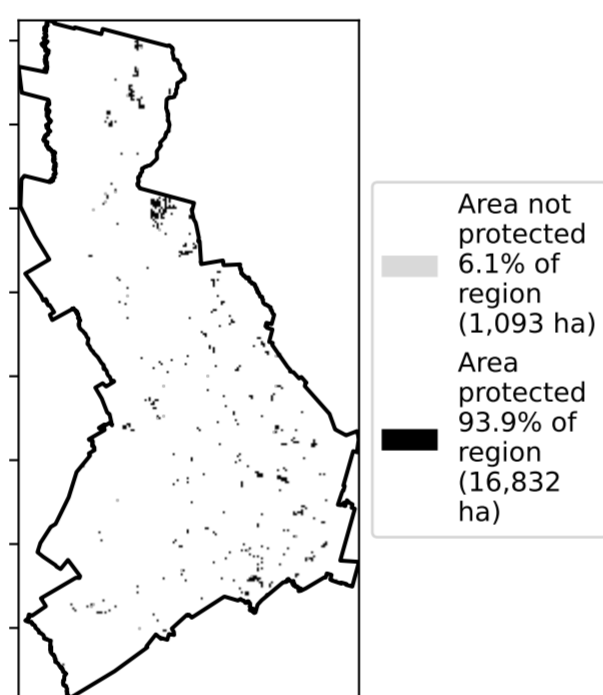 Area not
protected
6.1% of
region
(1,093 ha)
Area
protected
93.9% of
region
(16,832
ha)